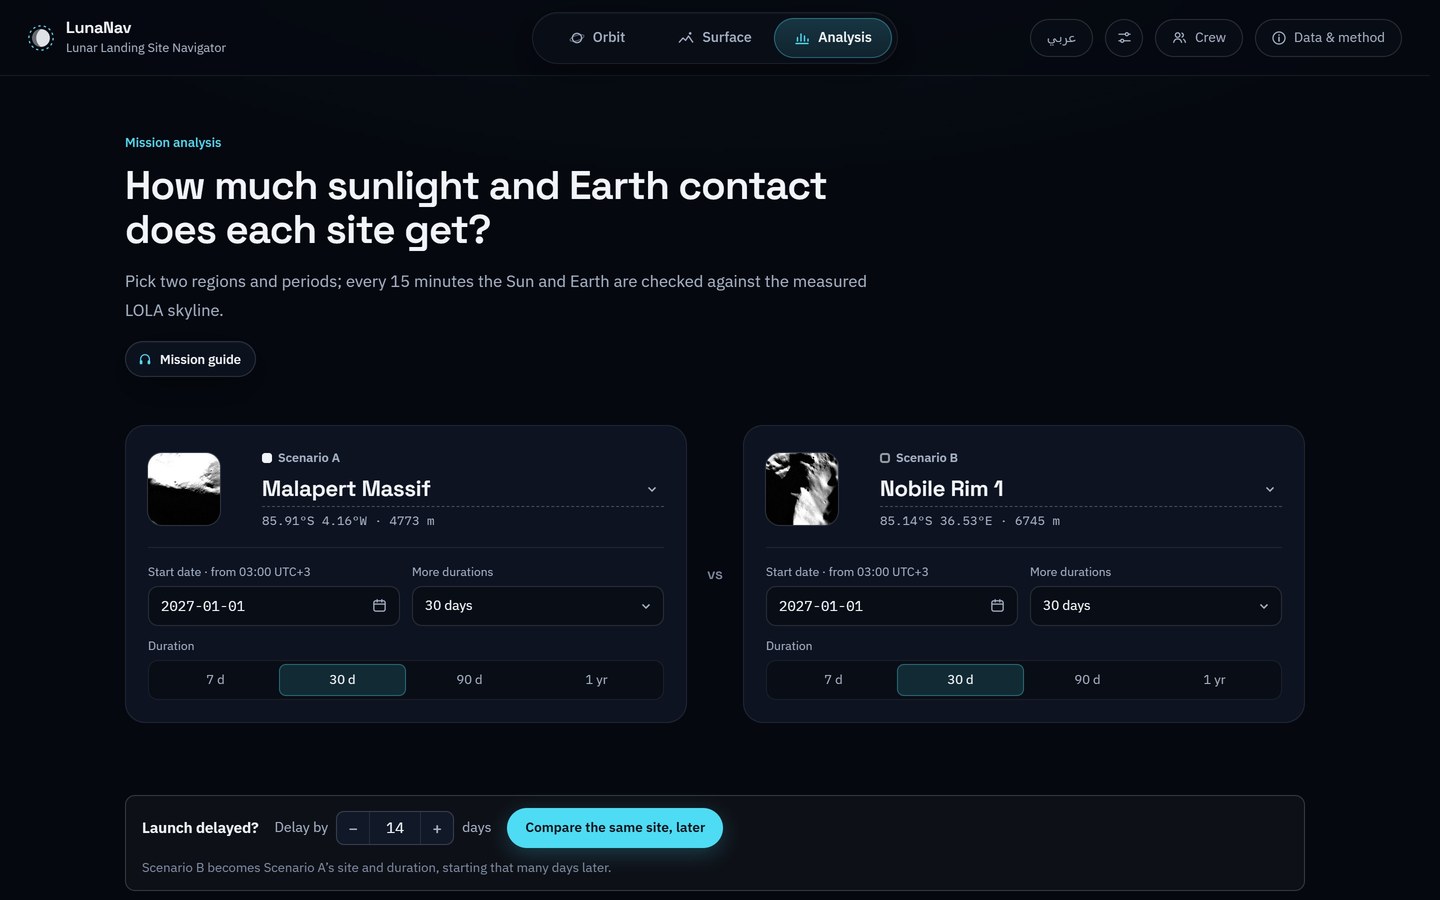 LunaNav
Lunar Landing Site Navigator
Orbit
Surface
Analysis
عربي
Crew
Data & method
Mission analysis
How much sunlight and Earth contact
does each site get?
Pick two regions and periods; every 15 minutes the Sun and Earth are checked against the measured
LOLA skyline.
Mission guide
Scenario A
Malapert Massif
85.91°S 4.16°W · 4773 m
Start date · from 03:00 UTC+3
More durations
2027-01-01
30 days
Duration
7 d
30 d
90 d
1 yr
vs
Scenario B
Nobile Rim 1
85.14°S 36.53°E · 6745 m
Start date · from 03:00 UTC+3
More durations
2027-01-01
30 days
Duration
7 d
30 d
90 d
1 yr
Launch delayed? Delay by − 14 + days Compare the same site, later
Scenario B becomes Scenario A’s site and duration, starting that many days later.